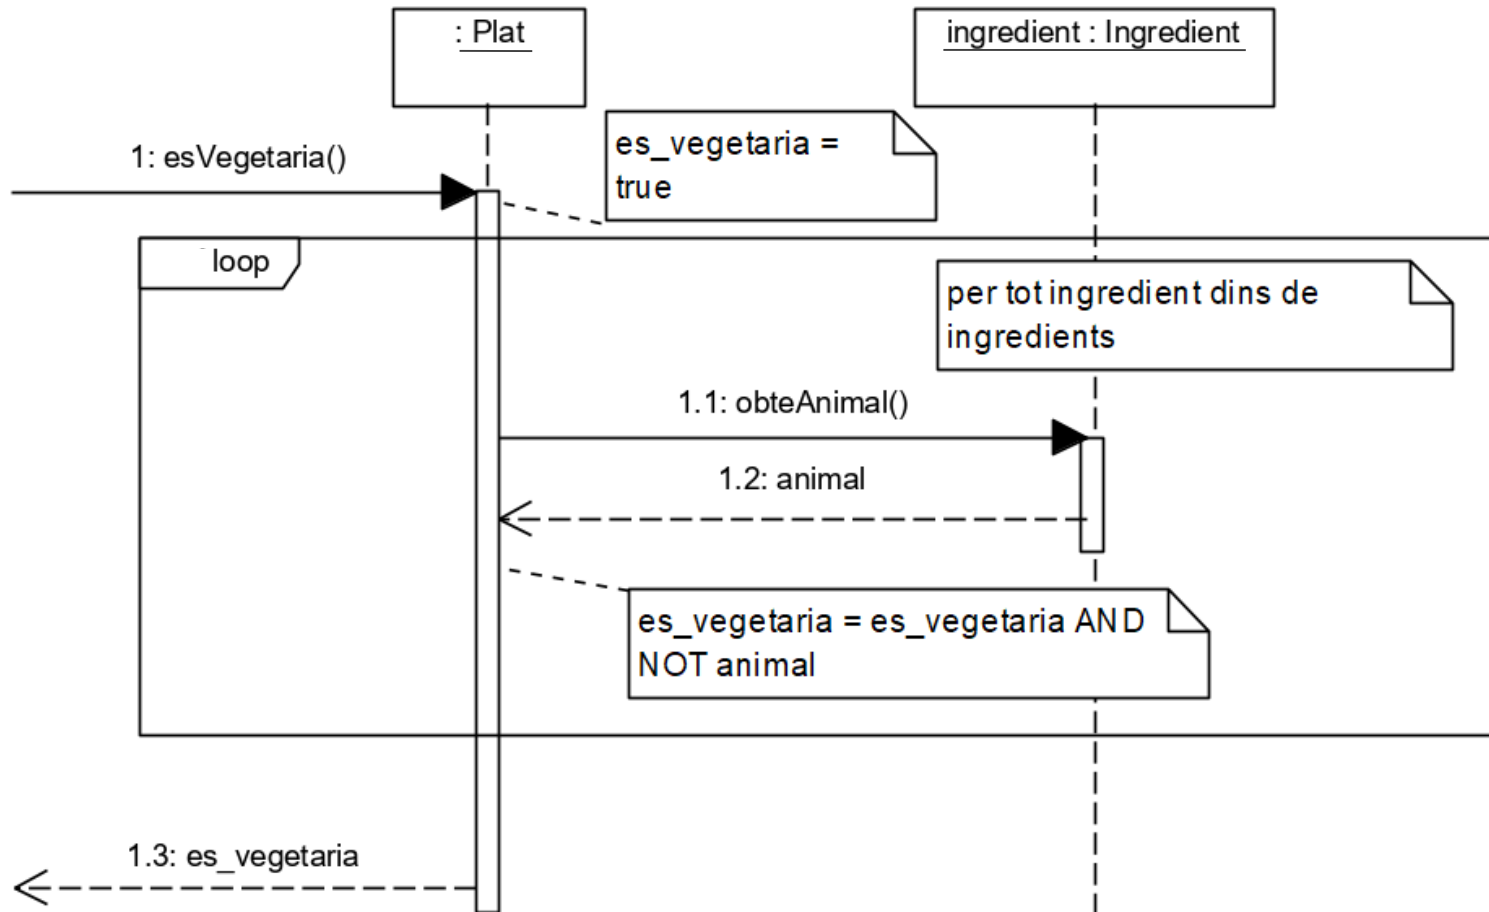 : Plat
ingredient : Ingredient
1: esVegetaria()
es_vegetaria =
true
loop
per tot ingredient dins de
ingredients
1.1: obteAnimal()
1.2: animal
es_vegetaria = es_vegetaria AND
NOT animal
1.3: es_vegetaria